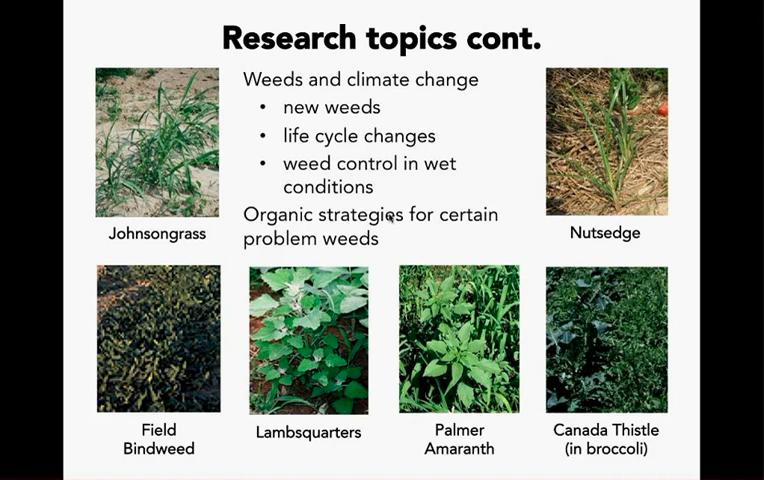 Research topics cont.
Weeds and climate change
• new weeds
• life cycle changes
• weed control in wet
conditions
Organic strategies for certain
problem weeds
Johnsongrass
Nutsedge
Field
Bindweed
Lambsquarters
Palmer
Amaranth
Canada Thistle
(in broccoli)